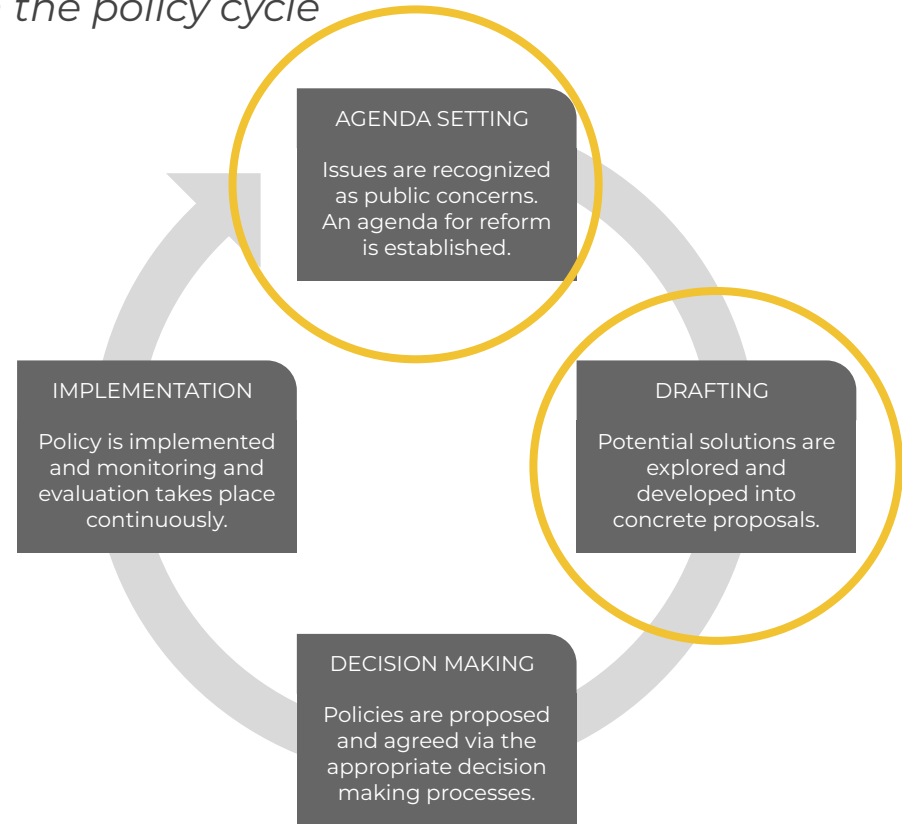 the policy cycle
AGENDA SETTING
Issues are recognized
as public concerns.
An agenda for reform
is established.
DRAFTING
Potential solutions are
explored and
developed into
concrete proposals.
DECISION MAKING
Policies are proposed
and agreed via the
appropriate decision
making processes.
IMPLEMENTATION
Policy is implemented
and monitoring and
evaluation takes place
continuously.